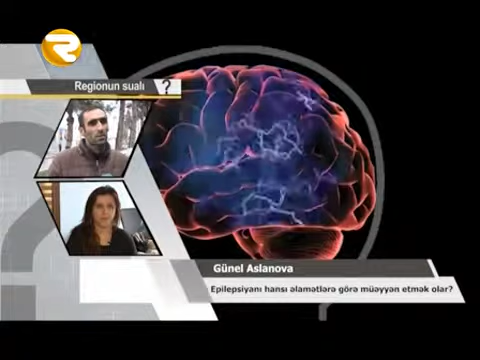 Regionun sualı ?
Günel Aslanova
Epilepsiyanı hansı əlamətlərə görə müəyyən etmək olar?